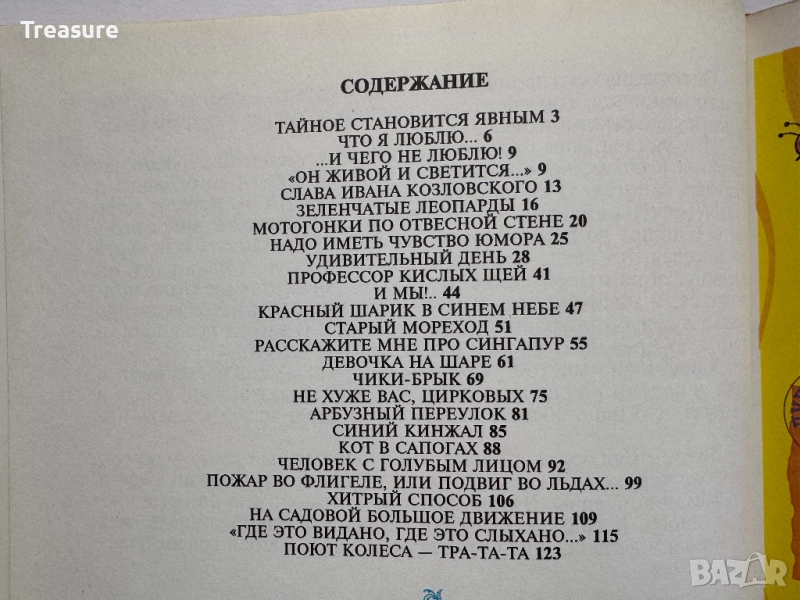 Treasure
СОДЕРЖАНИЕ
ТАЙНОЕ СТАНОВИТСЯ ЯВНЫМ 3
ЧТО Я ЛЮБЛЮ... 6
...И ЧЕГО НЕ ЛЮБЛЮ! 9
«ОН ЖИВОЙ И СВЕТИТСЯ...» 9
СЛАВА ИВАНА КОЗЛОВСКОГО 13
ЗЕЛЕНЧАТЫЕ ЛЕОПАРДЫ 16
МОТОГОНКИ ПО ОТВЕСНОЙ СТЕНЕ 20
НАДО ИМЕТЬ ЧУВСТВО ЮМОРА 25
УДИВИТЕЛЬНЫЙ ДЕНЬ 28
ПРОФЕССОР КИСЛЫХ ЩЕЙ 41
И МЫ!.. 44
КРАСНЫЙ ШАРИК В СИНЕМ НЕБЕ 47
СТАРЫЙ МОРЕХОД 51
РАССКАЖИТЕ МНЕ ПРО СИНГАПУР 55
ДЕВОЧКА НА ШАРЕ 61
ЧИКИ-БРЫК 69
НЕ ХУЖЕ ВАС, ЦИРКОВЫХ 75
АРБУЗНЫЙ ПЕРЕУЛОК 81
СИНИЙ КИНЖАЛ 85
КОТ В САПОГАХ 88
ЧЕЛОВЕК С ГОЛУБЫМ ЛИЦОМ 92
ПОЖАР ВО ФЛИГЕЛЕ, ИЛИ ПОДВИГ ВО ЛЬДАХ... 99
ХИТРЫЙ СПОСОБ 106
НА САДОВОЙ БОЛЬШОЕ ДВИЖЕНИЕ 109
«ГДЕ ЭТО ВИДАНО, ГДЕ ЭТО СЛЫХАНО...» 115
ПОЮТ КОЛЕСА — ТРА-ТА-ТА 123
BAZAR